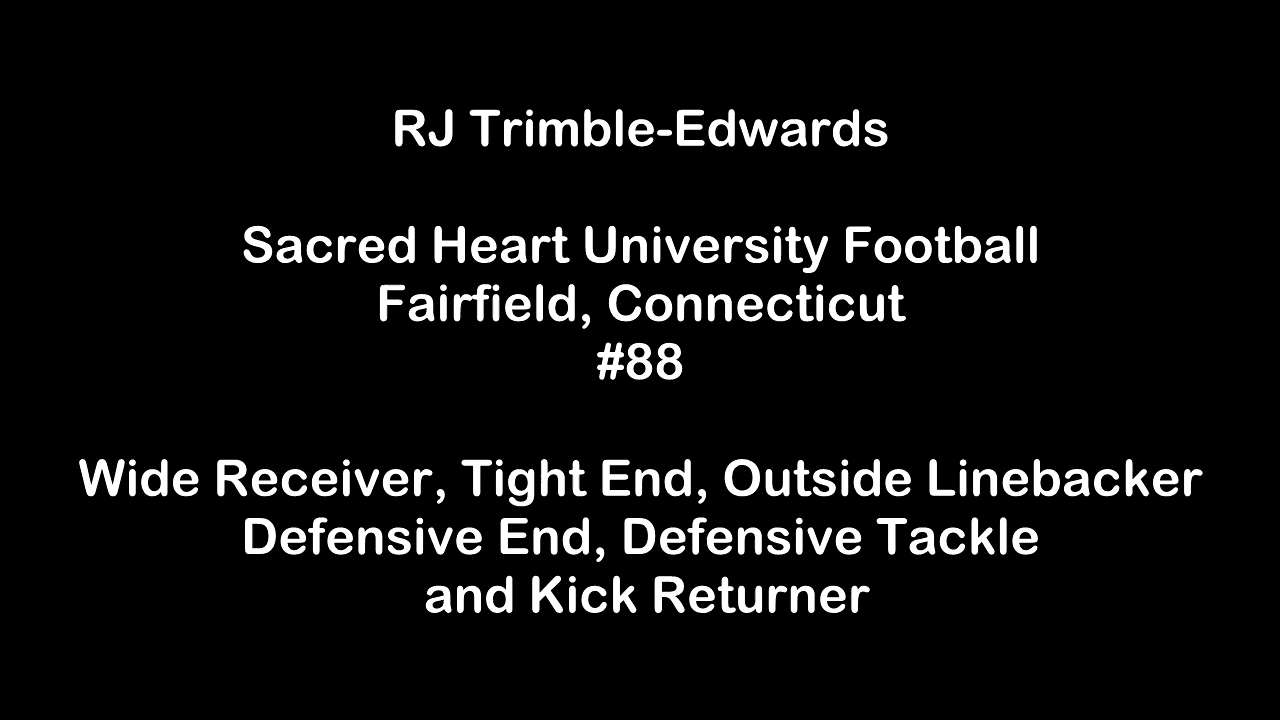 RJ Trimble-Edwards
Sacred Heart University Football
Fairfield, Connecticut
#88
Wide Receiver, Tight End, Outside Linebacker
Defensive End, Defensive Tackle
and Kick Returner